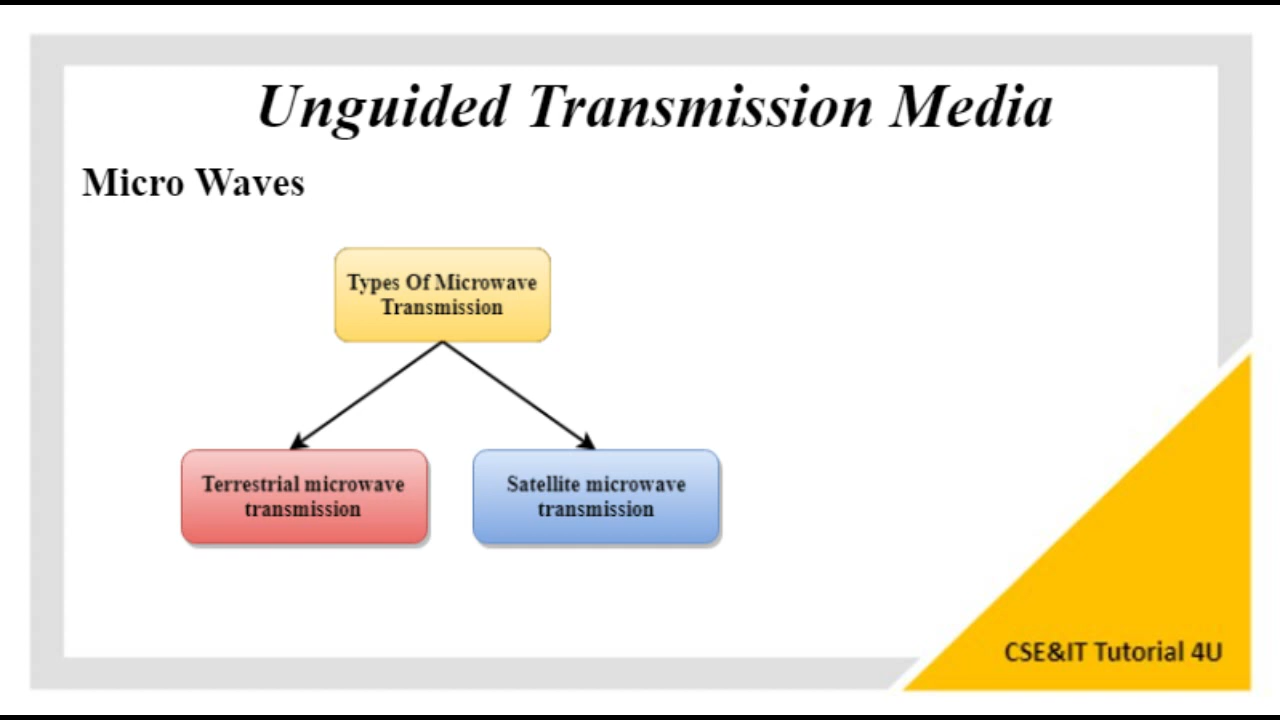 Unguided Transmission Media
Micro Waves
Types Of Microwave
Transmission
Terrestrial microwave
transmission
Satellite microwave
transmission
CSE&IT Tutorial 4U